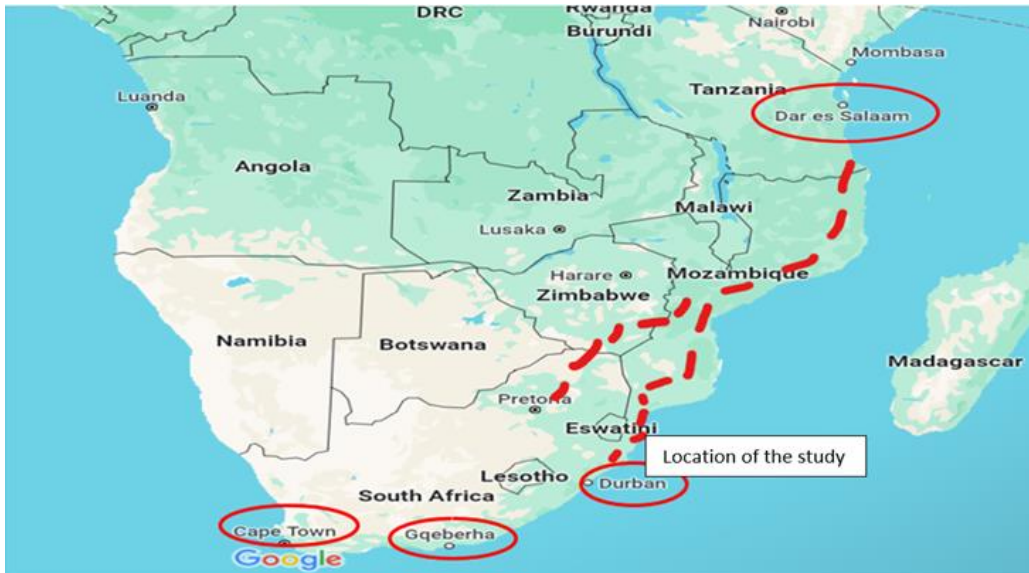 DRC
Rwanda
Burundi
Nairobi
Mombasa
Tanzania
Dar es Salaam
Luanda
Angola
Zambia
Malawi
Lusaka
Harare
Mozambique
Zimbabwe
Namibia
Botswana
Madagascar
Pretoria
Eswatini
Location of the study
Lesotho
Durban
South Africa
Cape Town
Gqeberha
Google